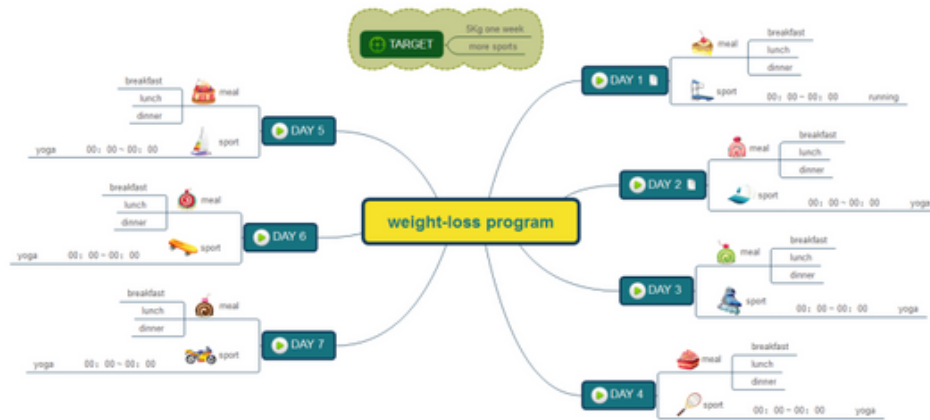 TARGET
5Kg one week
more sports
weight-loss program
DAY 1
meal
breakfast
lunch
dinner
sport
00：00~00：00
running
DAY 2
meal
breakfast
lunch
dinner
sport
00：00~00：00
yoga
DAY 3
meal
breakfast
lunch
dinner
sport
00：00~00：00
yoga
DAY 4
meal
breakfast
lunch
dinner
sport
00：00~00：00
yoga
DAY 5
meal
breakfast
lunch
dinner
sport
00：00~00：00
yoga
DAY 6
meal
breakfast
lunch
dinner
sport
00：00~00：00
yoga
DAY 7
meal
breakfast
lunch
dinner
sport
00：00~00：00
yoga